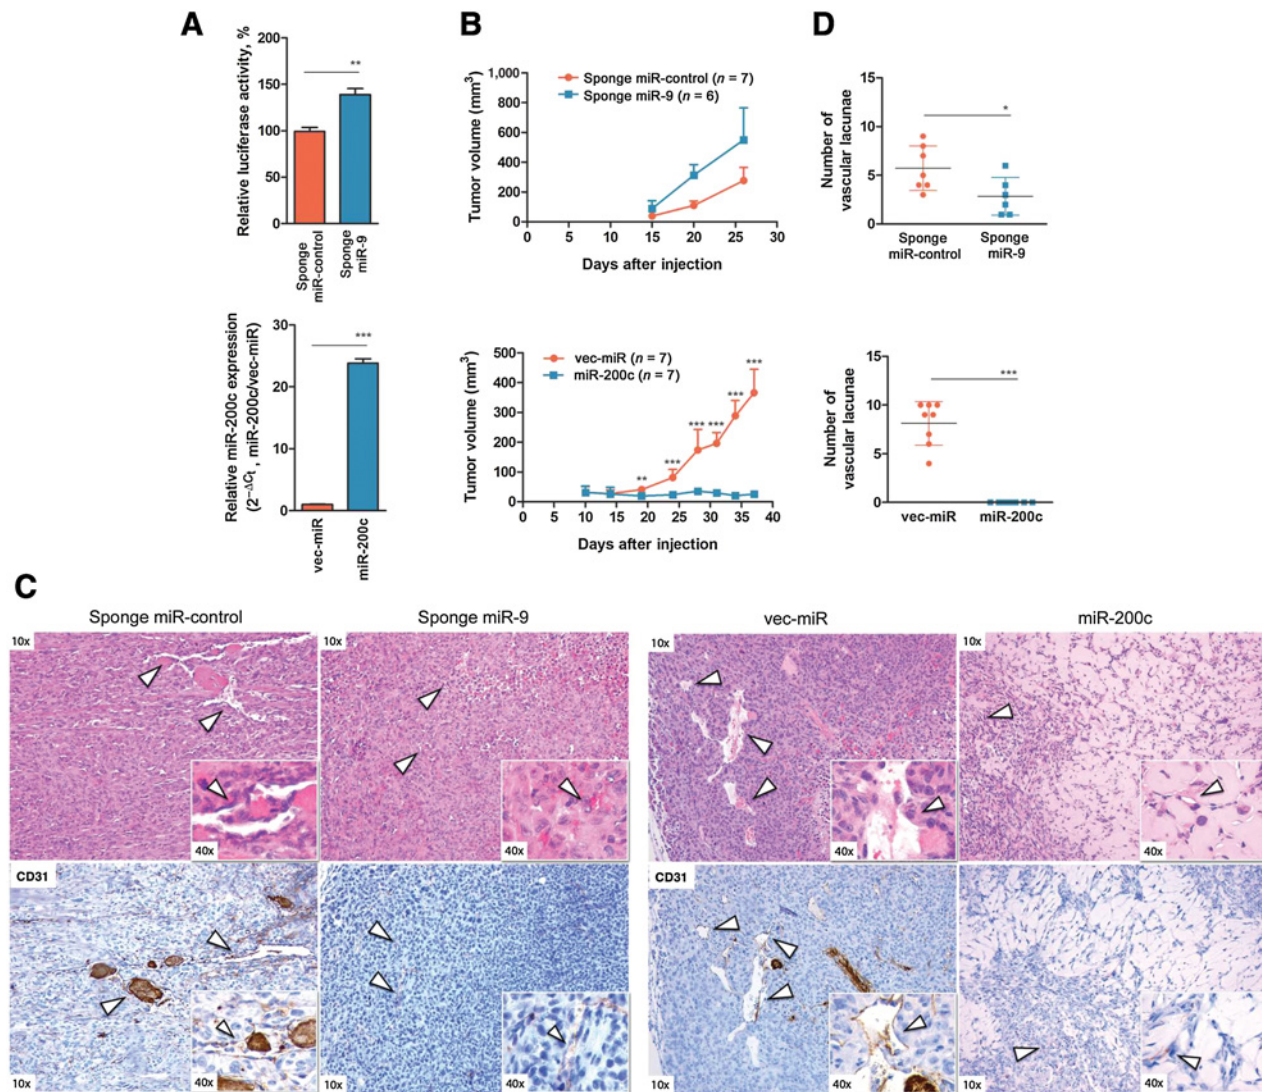 A
Relative luciferase activity, %
200
150
100
50
0
**
Sponge
miR-control
Sponge
miR-9
B
Tumor volume (mm³)
1,000
800
600
400
200
0
Sponge miR-control (n = 7)
Sponge miR-9 (n = 6)
0 5 10 15 20 25 30
Days after injection
D
Number of
vascular lacunae
15
10
5
0
*
Sponge
miR-control
Sponge
miR-9
Relative miR-200c expression
(2−ΔCt , miR-200c/vec-miR)
30
20
10
0
***
vec-miR
miR-200c
Tumor volume (mm³)
500
400
300
200
100
0
vec-miR (n = 7)
miR-200c (n = 7)
** *** *** *** *** ***
0 5 10 15 20 25 30 35 40
Days after injection
Number of
vascular lacunae
15
10
5
0
***
vec-miR
miR-200c
C
Sponge miR-control
Sponge miR-9
vec-miR
miR-200c
10x
10x
10x
10x
40x
40x
40x
40x
CD31
CD31
10x
40x
10x
40x
10x
40x
10x
40x